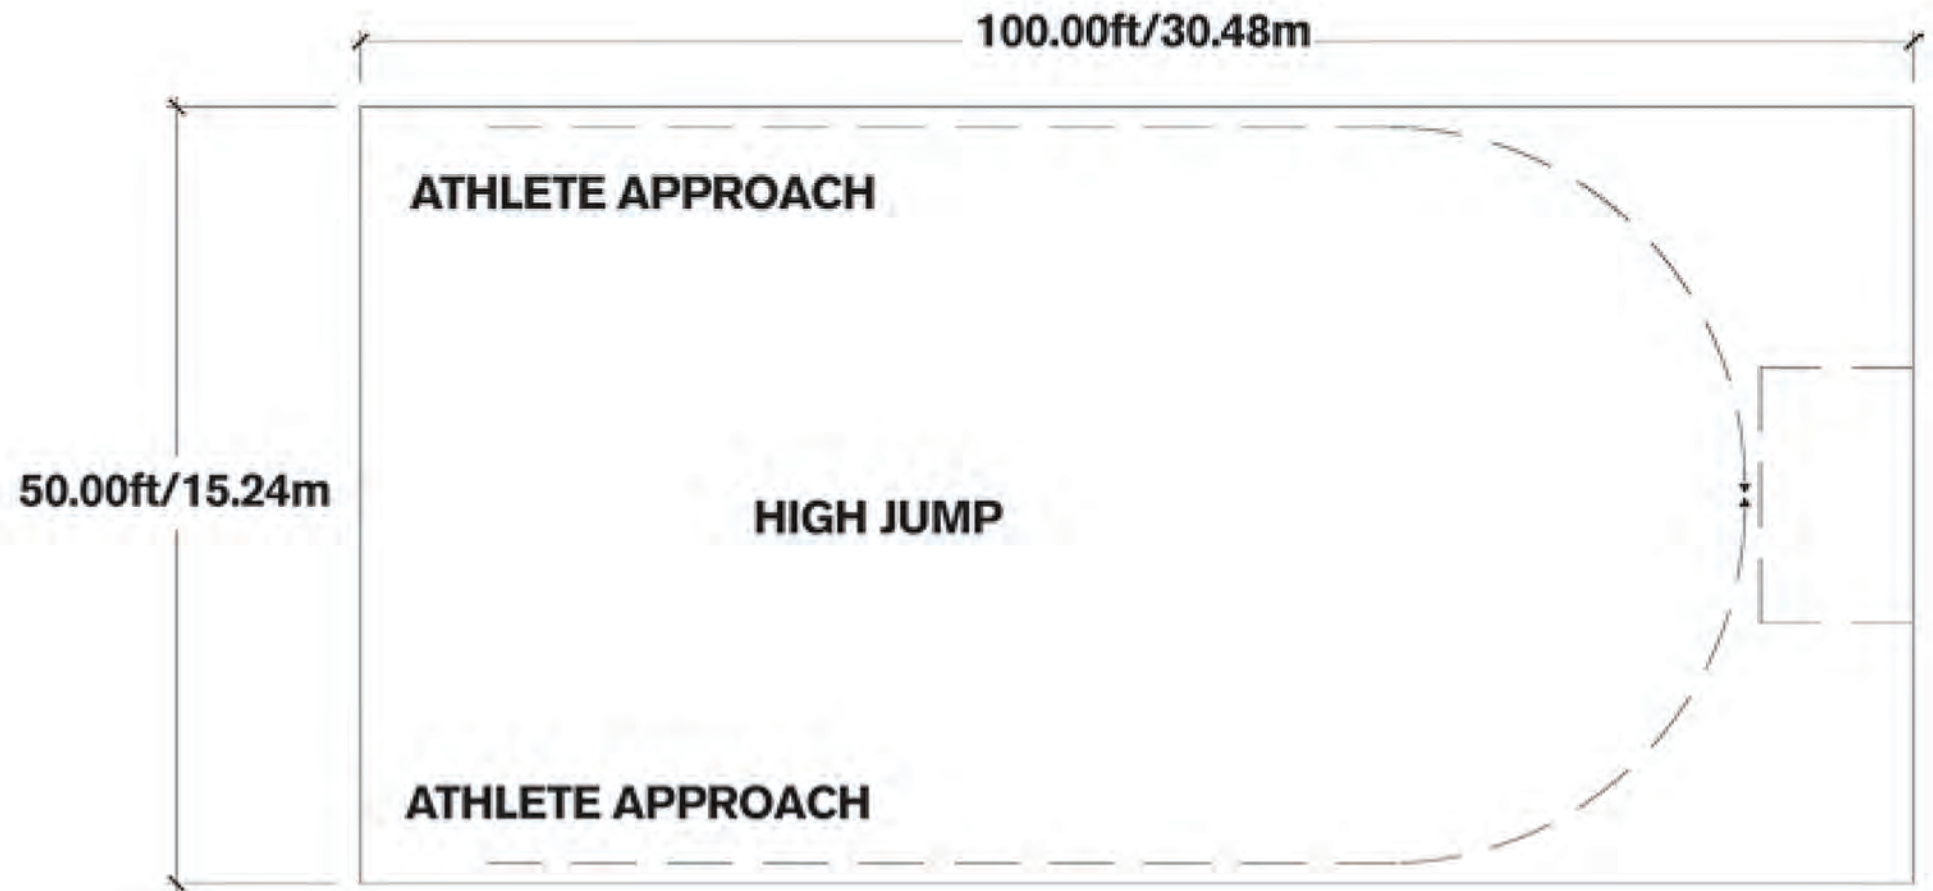 100.00ft/30.48m
ATHLETE APPROACH
50.00ft/15.24m
HIGH JUMP
ATHLETE APPROACH